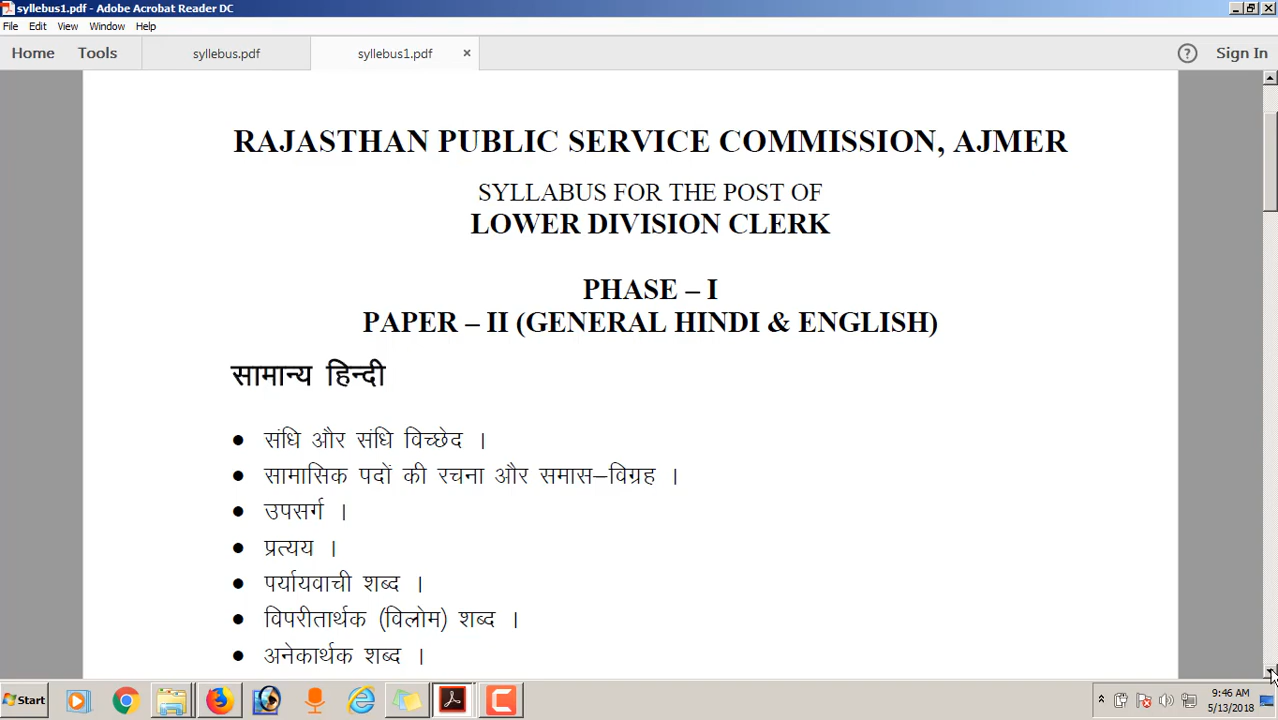 syllebus1.pdf - Adobe Acrobat Reader DC
File Edit View Window Help
Home Tools syllebus.pdf syllebus1.pdf × ? Sign In
RAJASTHAN PUBLIC SERVICE COMMISSION, AJMER
SYLLABUS FOR THE POST OF
LOWER DIVISION CLERK
PHASE – I
PAPER – II (GENERAL HINDI & ENGLISH)
सामान्य हिन्दी
• संधि और संधि विच्छेद ।
• सामासिक पदों की रचना और समास–विग्रह ।
• उपसर्ग ।
• प्रत्यय ।
• पर्यायवाची शब्द ।
• विपरीतार्थक (विलोम) शब्द ।
• अनेकार्थक शब्द ।
Start
9:46 AM
5/13/2018